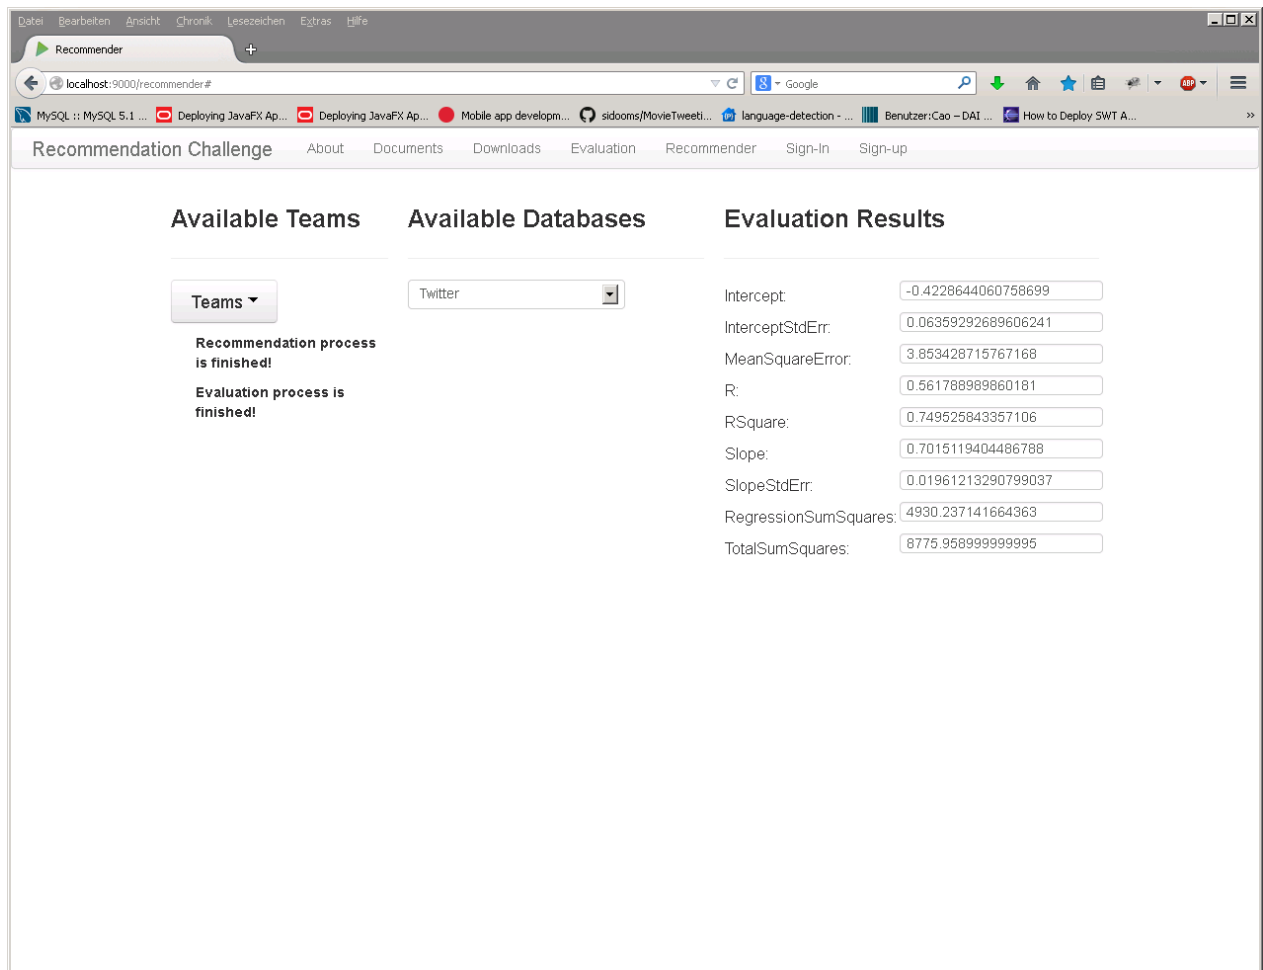 Datei Bearbeiten Ansicht Chronik Lesezeichen Extras Hilfe
Recommender
localhost:9000/recommender#
Google
ABP
MySQL :: MySQL 5.1 ... Deploying JavaFX Ap... Deploying JavaFX Ap... Mobile app developm... sidooms/MovieTweeti... language-detection - ... Benutzer:Cao – DAI ... How to Deploy SWT A...
Recommendation Challenge About Documents Downloads Evaluation Recommender Sign-In Sign-up
Available Teams
Teams
Recommendation process
is finished!
Evaluation process is
finished!
Available Databases
Twitter
Evaluation Results
Intercept: -0.4228644060758699
InterceptStdErr: 0.06359292689606241
MeanSquareError: 3.853428715767168
R: 0.561788989860181
RSquare: 0.749525843357106
Slope: 0.7015119404486788
SlopeStdErr: 0.01961213290799037
RegressionSumSquares: 4930.237141664363
TotalSumSquares: 8775.958999999995